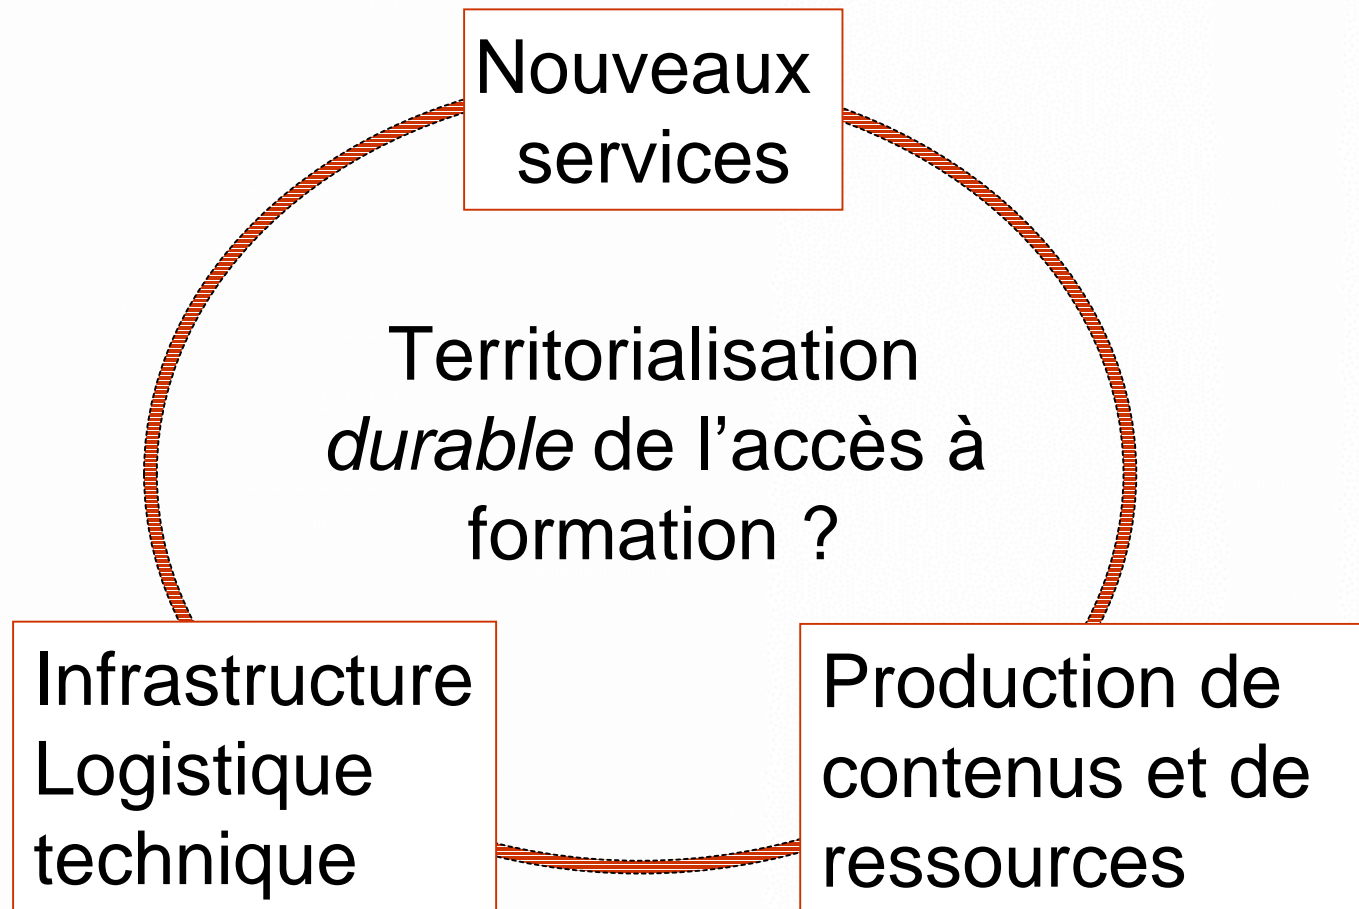 Nouveaux
services
Territorialisation
durable de l’accès à
formation ?
Infrastructure
Logistique
technique
Production de
contenus et de
ressources